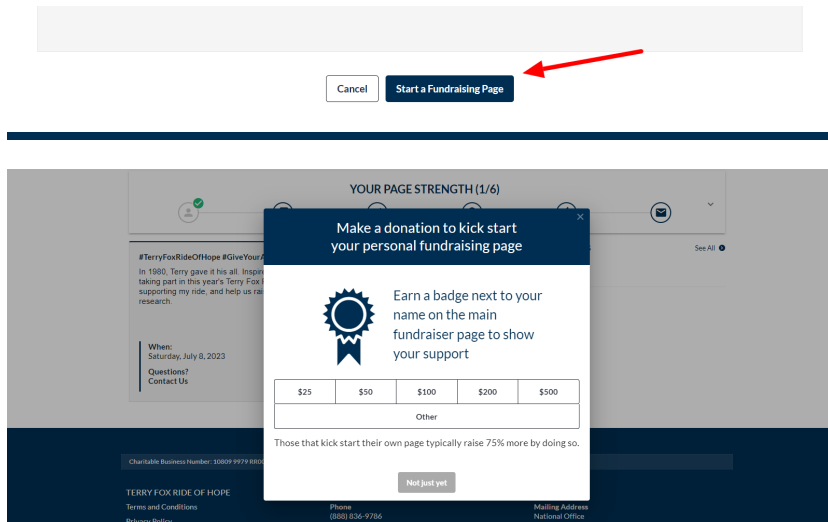 Cancel
Start a Fundraising Page
YOUR PAGE STRENGTH (1/6)
Make a donation to kick start
your personal fundraising page
See All
#TerryFoxRideOfHope #GiveYourA
In 1980, Terry gave it his all. Inspire
taking part in this year's Terry Fox
supporting my ride, and help us rai
research.
Earn a badge next to your
name on the main
fundraiser page to show
your support
When:
Saturday, July 8, 2023
Questions?
Contact Us
$25 $50 $100 $200 $500
Other
Those that kick start their own page typically raise 75% more by doing so.
Charitable Business Number: 10809 9979 RR00
Not just yet
TERRY FOX RIDE OF HOPE
Terms and Conditions
Phone
Mailing Address
(888) 836-9786
National Office
Privacy Policy